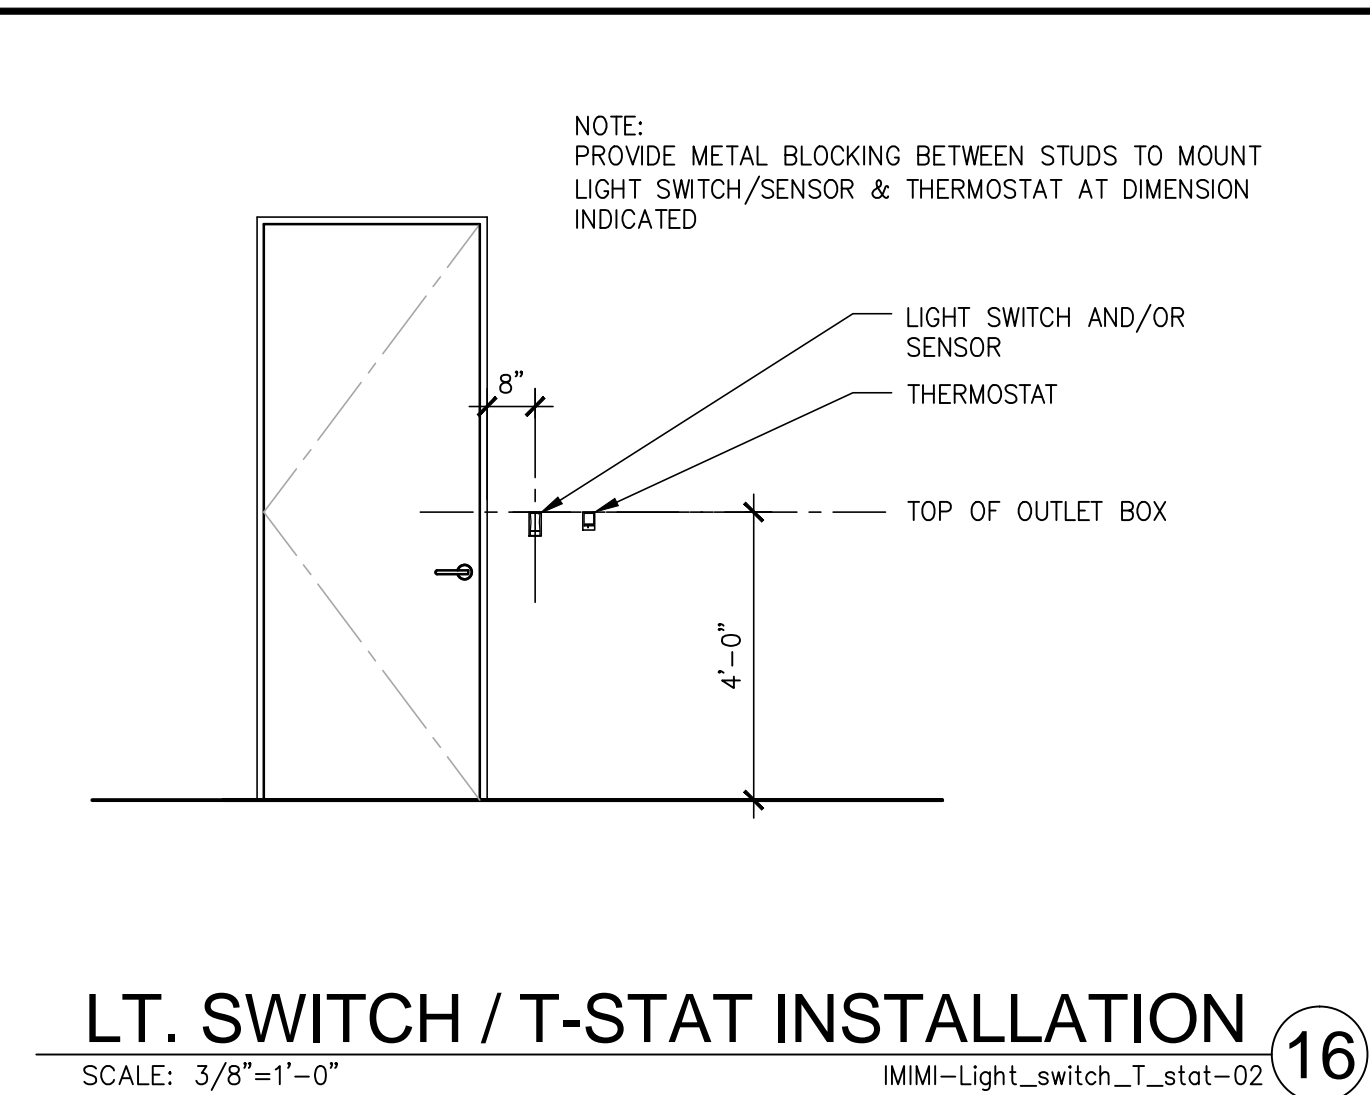 NOTE:
PROVIDE METAL BLOCKING BETWEEN STUDS TO MOUNT
LIGHT SWITCH/SENSOR & THERMOSTAT AT DIMENSION
INDICATED
LIGHT SWITCH AND/OR
SENSOR
8"
THERMOSTAT
TOP OF OUTLET BOX
4'-0"
LT. SWITCH / T-STAT INSTALLATION
16
SCALE: 3/8"=1'-0"
IMIMI-Light_switch_T_stat-02